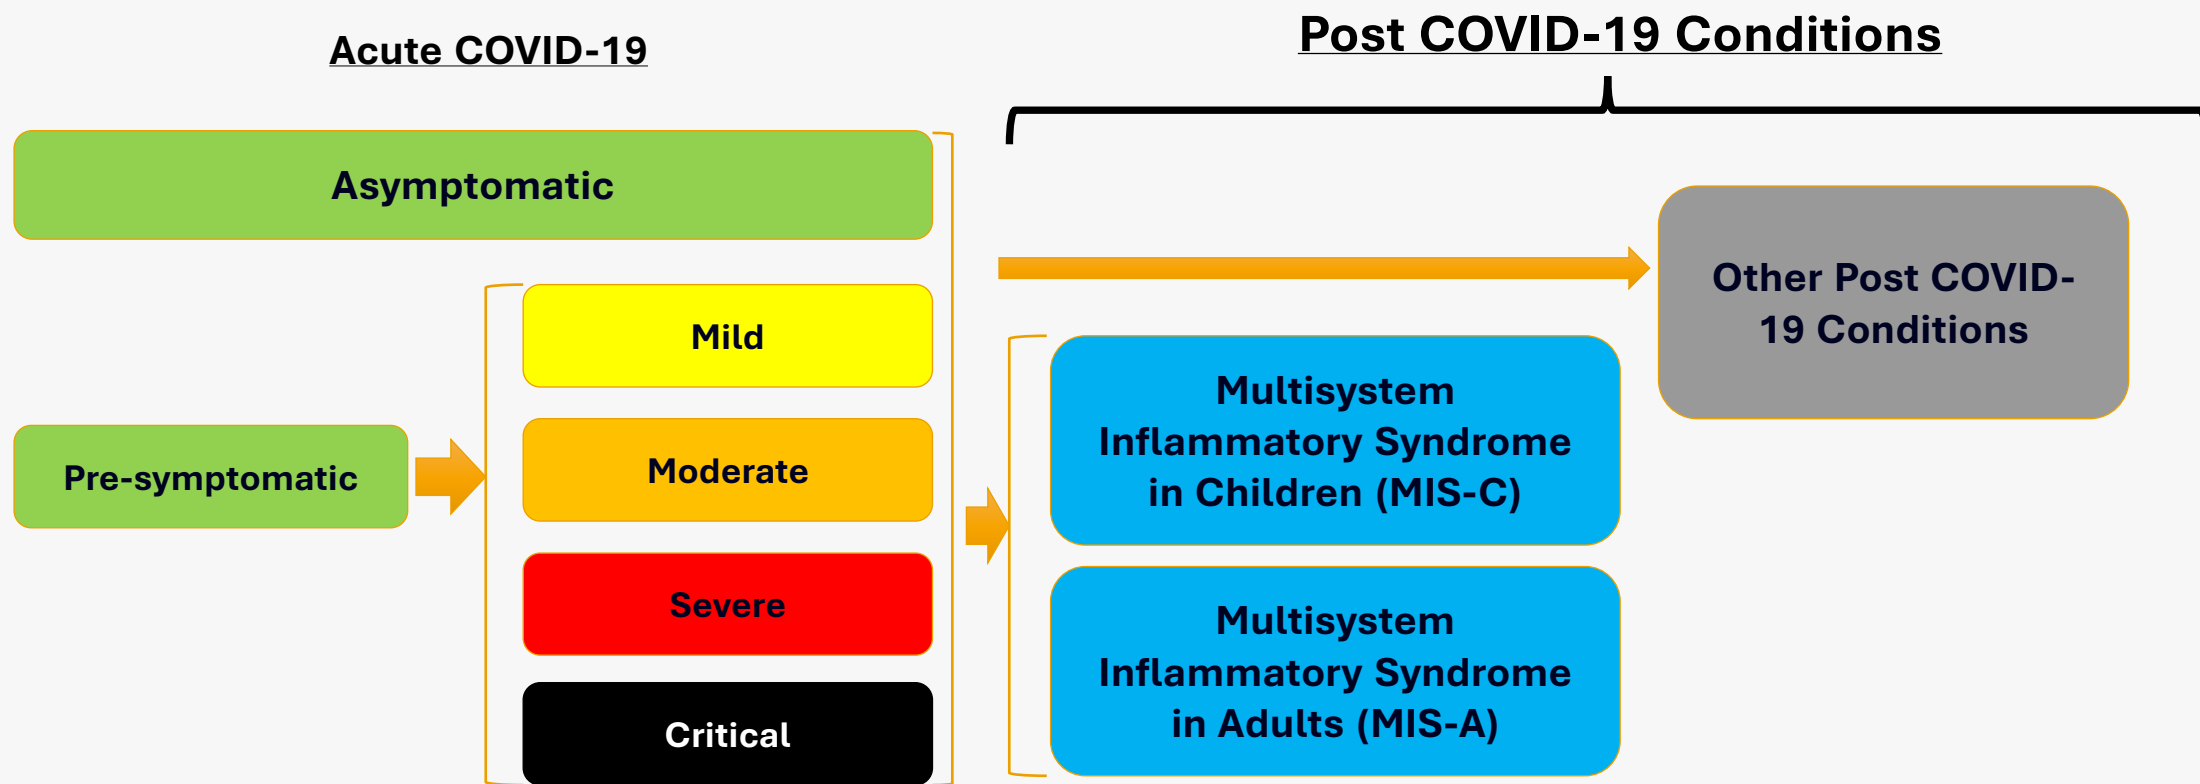 Acute COVID-19
Post COVID-19 Conditions
Asymptomatic
Pre-symptomatic
Mild
Moderate
Severe
Critical
Multisystem
Inflammatory Syndrome
in Children (MIS-C)
Multisystem
Inflammatory Syndrome
in Adults (MIS-A)
Other Post COVID-
19 Conditions